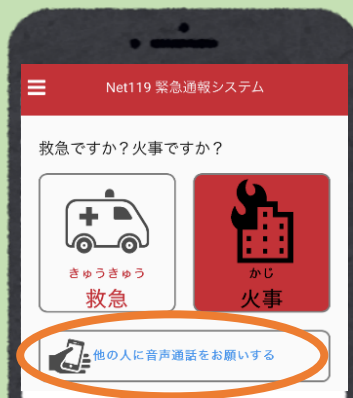 Net119 緊急通報システム
救急ですか？火事ですか？
きゅうきゅう
救急
かじ
火事
他の人に音声通話をお願いする